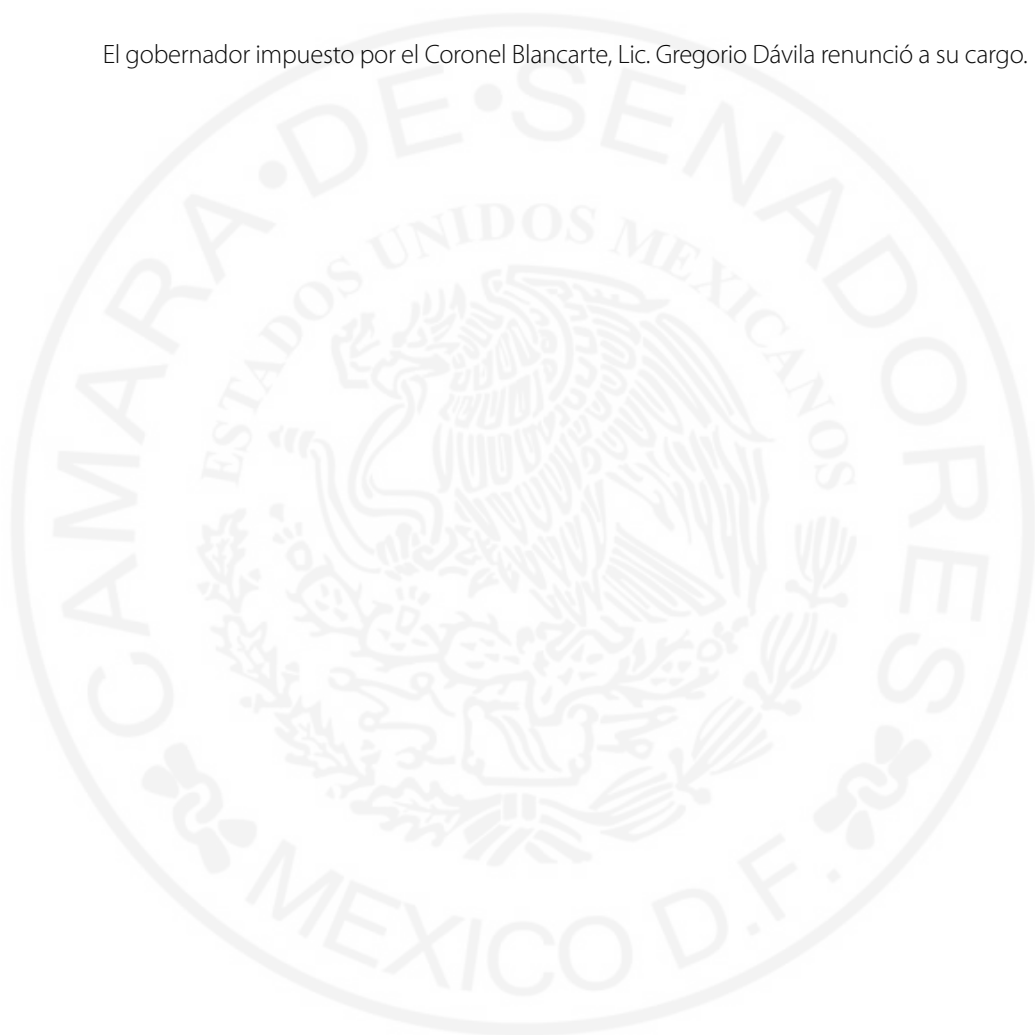 El gobernador impuesto por el Coronel Blancarte, Lic. Gregorio Dávila renunció a su cargo.
CAMARA•DE•SENADORES
ESTADOS UNIDOS MEXICANOS
MEXICO D.F.